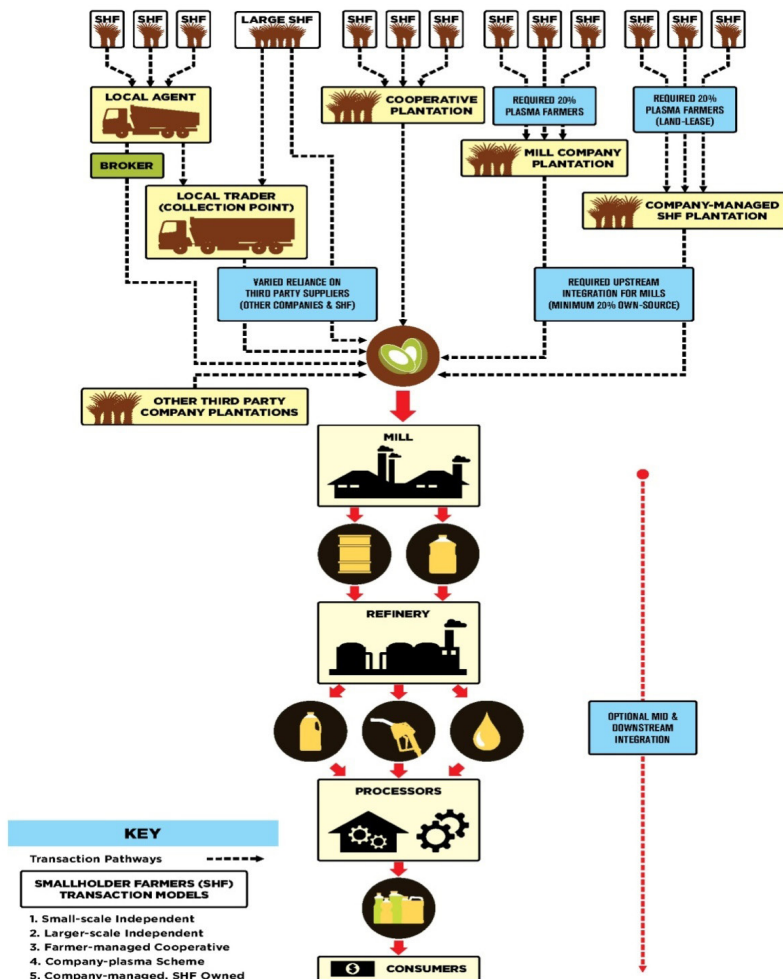 SHF SHF SHF
LARGE SHF
SHF SHF SHF
SHF SHF SHF
SHF SHF SHF
LOCAL AGENT
BROKER
LOCAL TRADER
(COLLECTION POINT)
COOPERATIVE
PLANTATION
REQUIRED 20%
PLASMA FARMERS
MILL COMPANY
PLANTATION
REQUIRED 20%
PLASMA FARMERS
(LAND-LEASE)
COMPANY-MANAGED
SHF PLANTATION
VARIED RELIANCE ON
THIRD PARTY SUPPLIERS
(OTHER COMPANIES & SHF)
REQUIRED UPSTREAM
INTEGRATION FOR MILLS
(MINIMUM 20% OWN-SOURCE)
OTHER THIRD PARTY
COMPANY PLANTATIONS
MILL
REFINERY
OPTIONAL MID &
DOWNSTREAM
INTEGRATION
PROCESSORS
$ CONSUMERS
KEY
Transaction Pathways
SMALLHOLDER FARMERS (SHF)
TRANSACTION MODELS
1. Small-scale Independent
2. Larger-scale Independent
3. Farmer-managed Cooperative
4. Company-plasma Scheme
5. Company-managed, SHF Owned